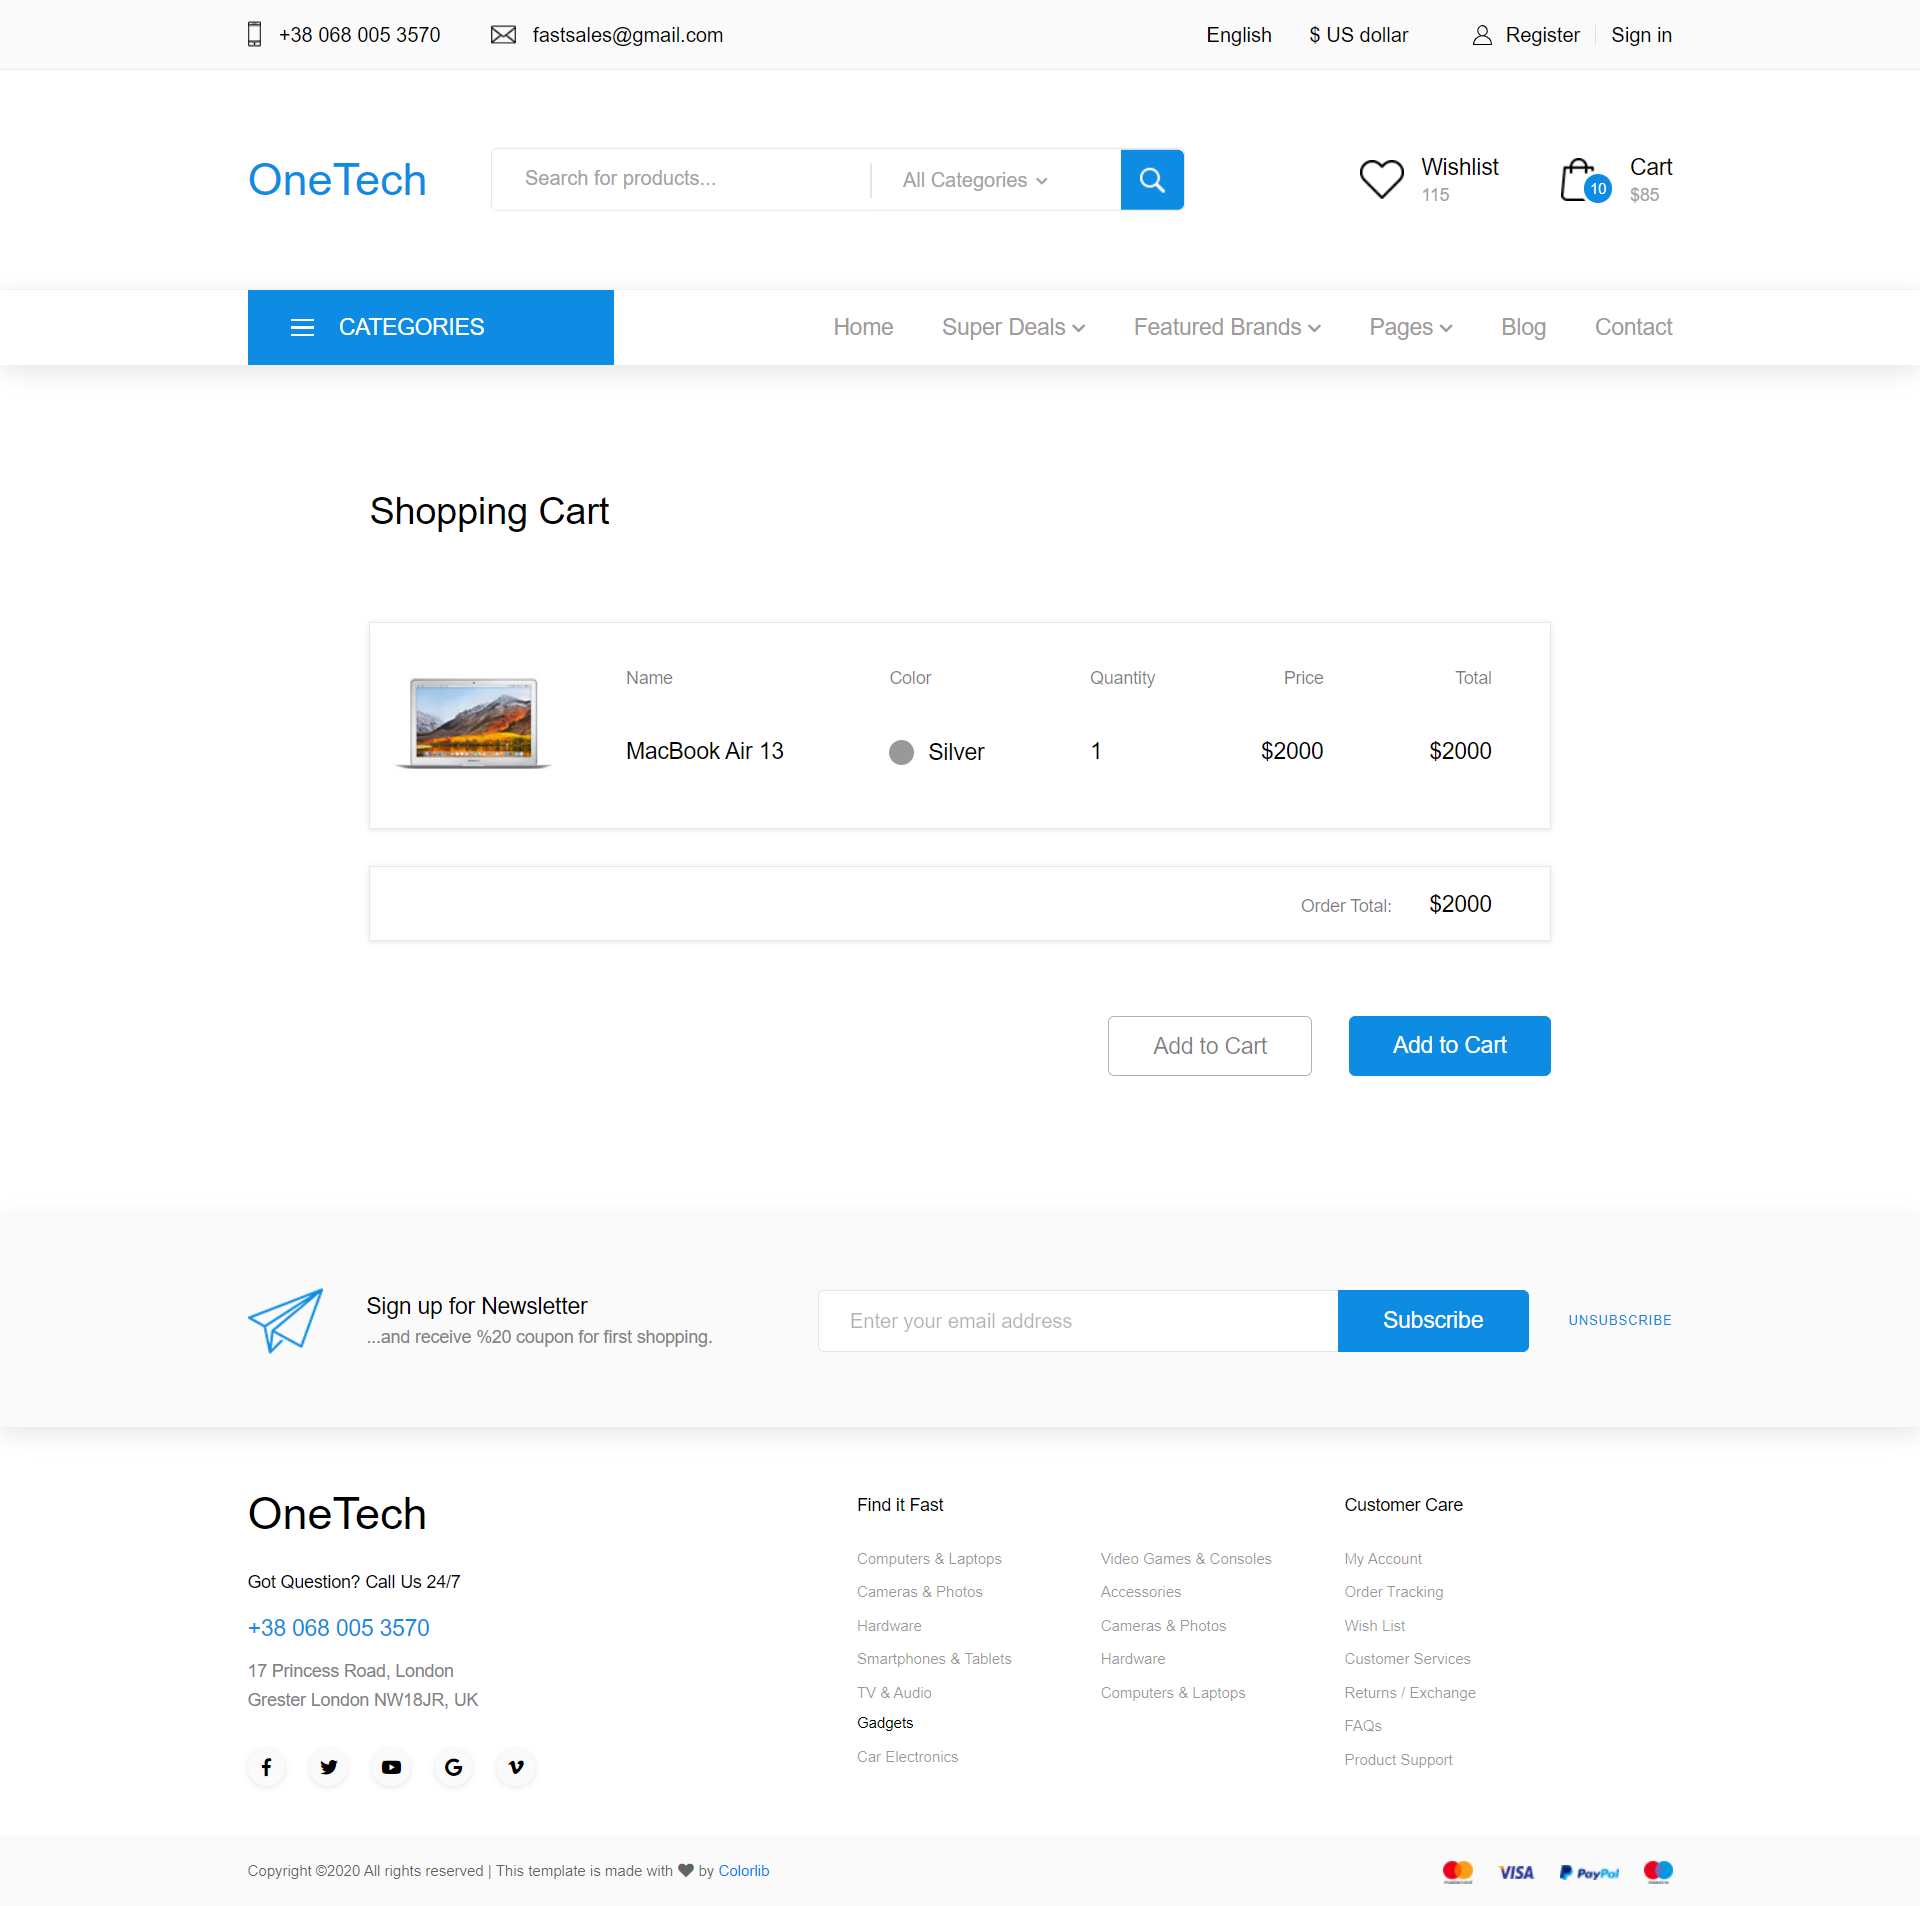 +38 068 005 3570 fastsales@gmail.com English $ US dollar Register Sign in
OneTech Search for products... All Categories Wishlist 115 10 Cart $85
CATEGORIES Home Super Deals Featured Brands Pages Blog Contact
Shopping Cart
Name Color Quantity Price Total
MacBook Air 13 Silver 1 $2000 $2000
Order Total: $2000
Add to Cart Add to Cart
Sign up for Newsletter
...and receive %20 coupon for first shopping.
Enter your email address Subscribe UNSUBSCRIBE
OneTech
Got Question? Call Us 24/7
+38 068 005 3570
17 Princess Road, London
Grester London NW18JR, UK
Find it Fast
Computers & Laptops
Cameras & Photos
Hardware
Smartphones & Tablets
TV & Audio
Gadgets
Car Electronics
Video Games & Consoles
Accessories
Cameras & Photos
Hardware
Computers & Laptops
Customer Care
My Account
Order Tracking
Wish List
Customer Services
Returns / Exchange
FAQs
Product Support
Copyright ©2020 All rights reserved | This template is made with by Colorlib
VISA PayPal